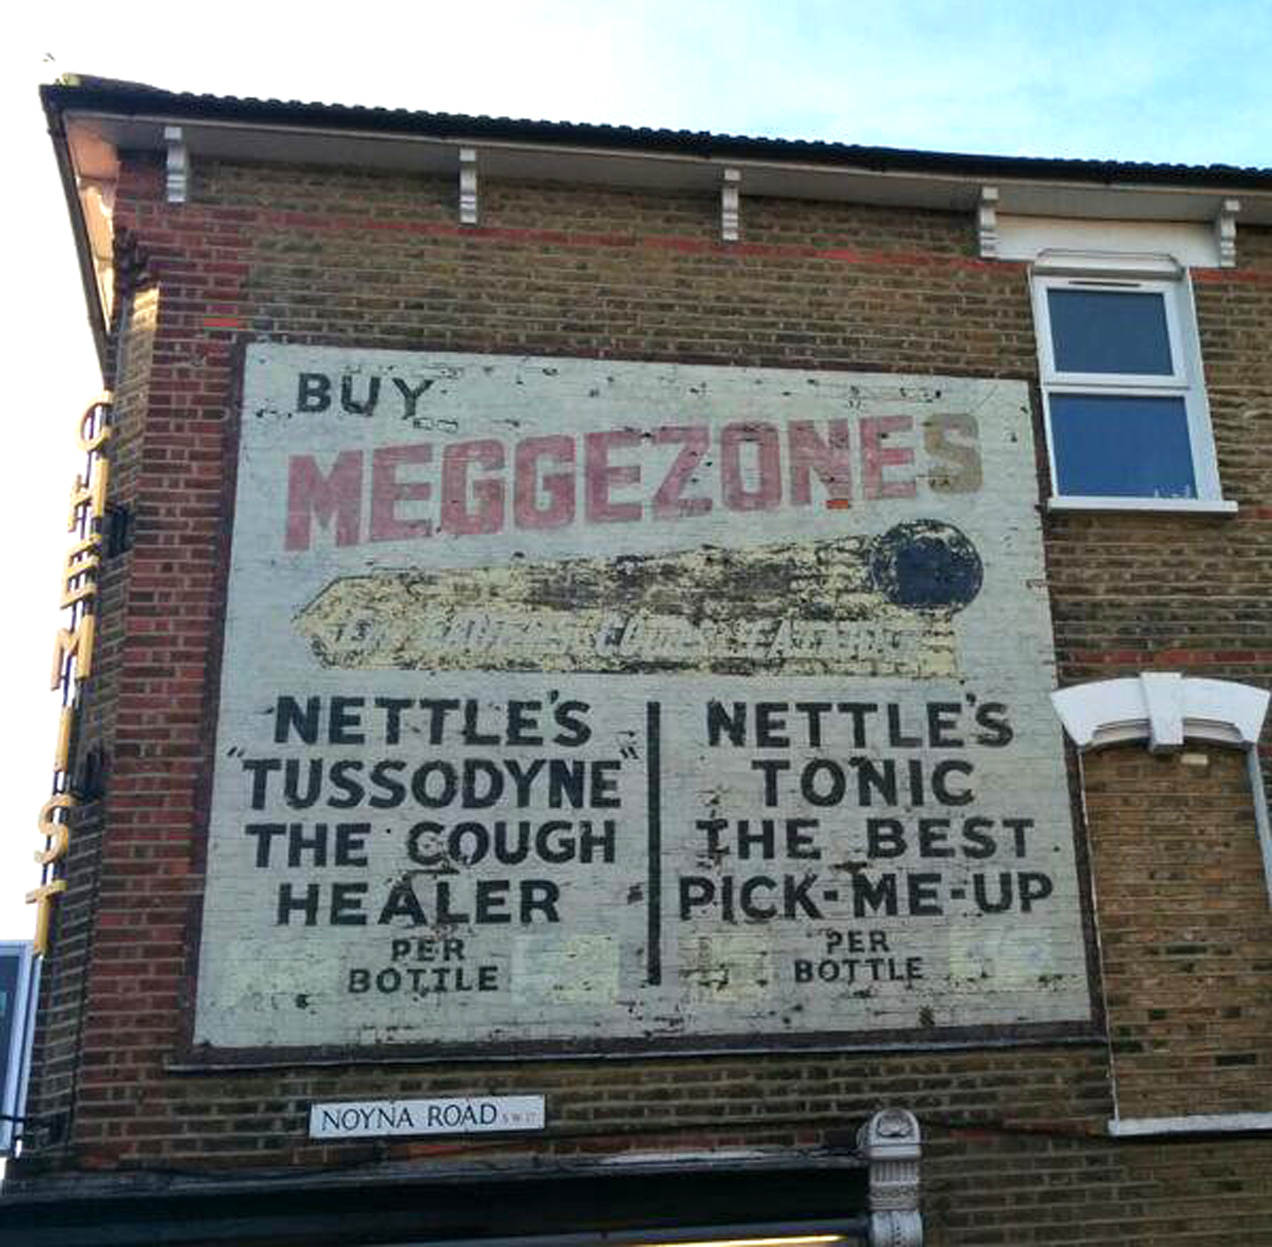 BUY
MEGGEZONES
NETTLE'S
"TUSSODYNE"
THE COUGH
HEALER
PER
BOTTLE
NETTLE'S
TONIC
THE BEST
PICK-ME-UP
PER
BOTTLE
NOYNA ROAD S.W.17
CHEMIST